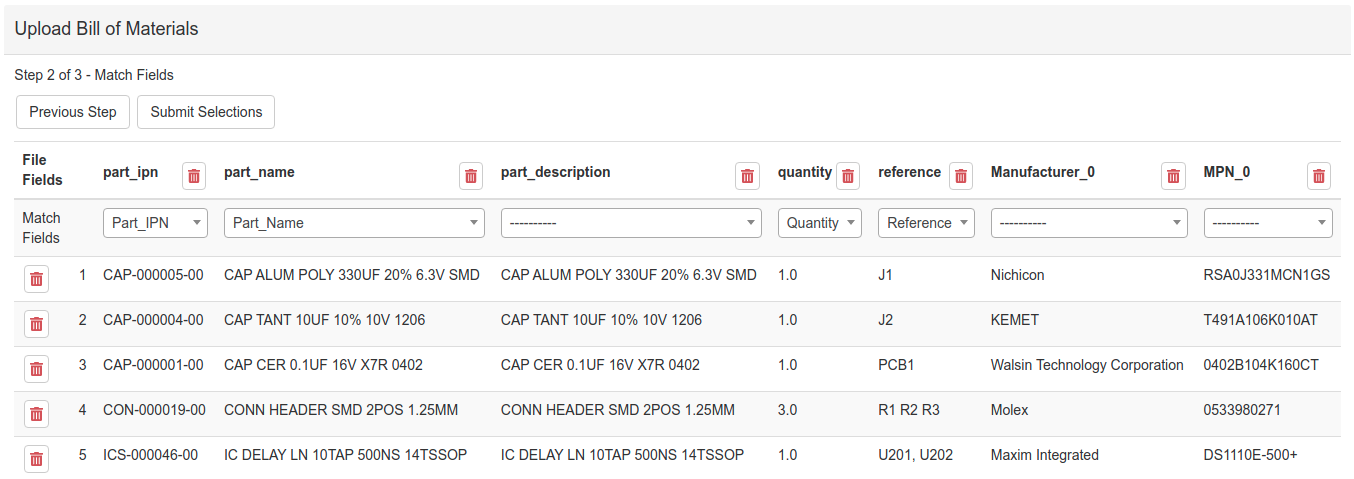 Upload Bill of Materials
Step 2 of 3 - Match Fields
Previous Step Submit Selections
File Fields part_ipn part_name part_description quantity reference Manufacturer_0 MPN_0
Match Fields Part_IPN Part_Name ---------- Quantity Reference ---------- ----------
1 CAP-000005-00 CAP ALUM POLY 330UF 20% 6.3V SMD CAP ALUM POLY 330UF 20% 6.3V SMD 1.0 J1 Nichicon RSA0J331MCN1GS
2 CAP-000004-00 CAP TANT 10UF 10% 10V 1206 CAP TANT 10UF 10% 10V 1206 1.0 J2 KEMET T491A106K010AT
3 CAP-000001-00 CAP CER 0.1UF 16V X7R 0402 CAP CER 0.1UF 16V X7R 0402 1.0 PCB1 Walsin Technology Corporation 0402B104K160CT
4 CON-000019-00 CONN HEADER SMD 2POS 1.25MM CONN HEADER SMD 2POS 1.25MM 3.0 R1 R2 R3 Molex 0533980271
5 ICS-000046-00 IC DELAY LN 10TAP 500NS 14TSSOP IC DELAY LN 10TAP 500NS 14TSSOP 1.0 U201, U202 Maxim Integrated DS1110E-500+